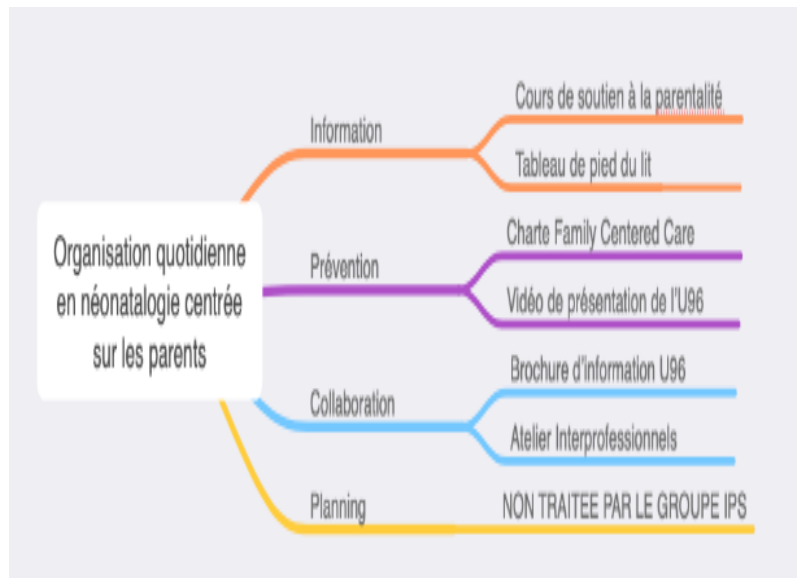 Organisation quotidienne
en néonatalogie centrée
sur les parents
Information
Cours de soutien à la parentalité
Tableau de pied du lit
Prévention
Charte Family Centered Care
Vidéo de présentation de l'U96
Collaboration
Brochure d'information U96
Atelier Interprofessionnels
Planning
NON TRAITEE PAR LE GROUPE IPS